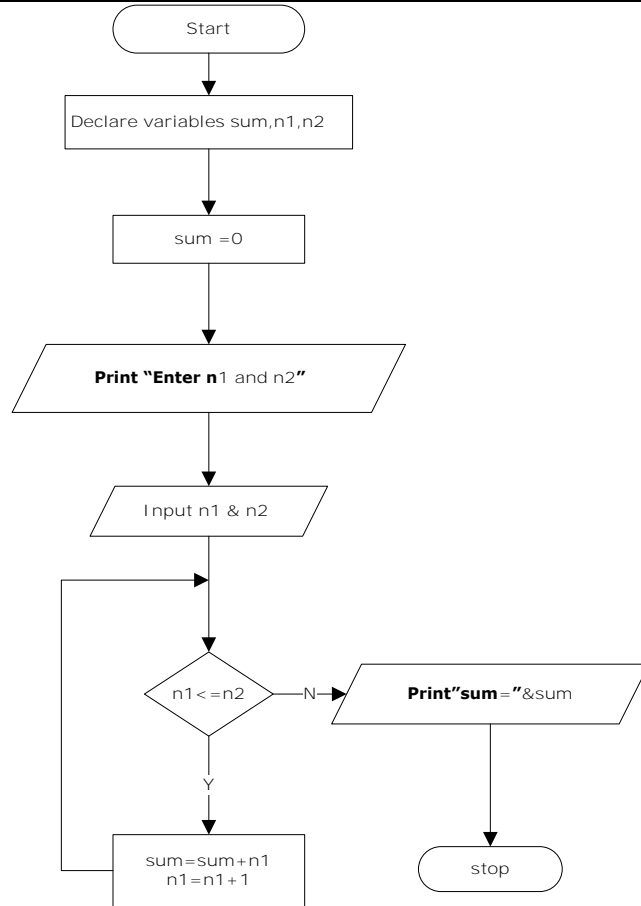 Start
Declare variables sum,n1,n2
sum =0
Print “Enter n1 and n2”
Input n1 & n2
n1<=n2
N
Print”sum=”&sum
Y
sum=sum+n1
n1=n1+1
stop